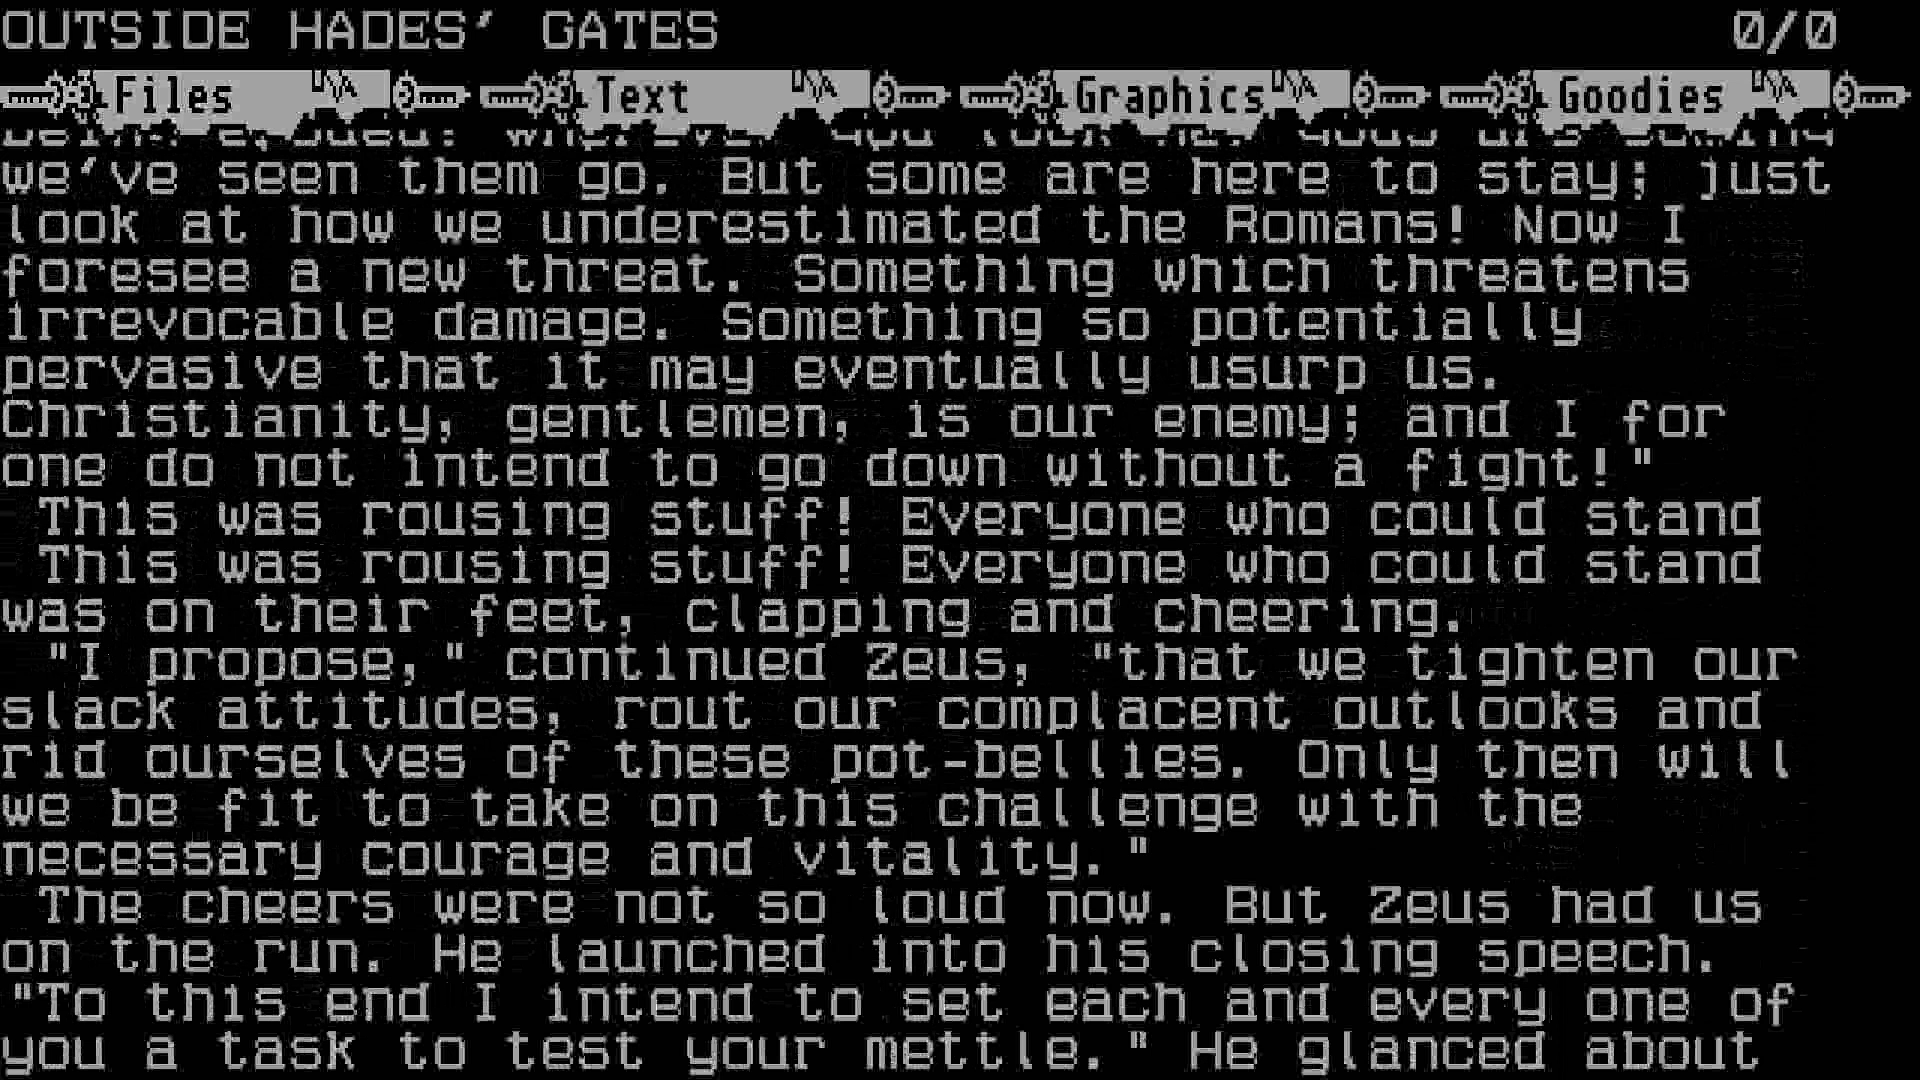 OUTSIDE HADES' GATES 0/0
Files Text Graphics Goodies
we've seen them go. But some are here to stay; just
look at how we underestimated the Romans! Now I
foresee a new threat. Something which threatens
irrevocable damage. Something so potentially
pervasive that it may eventually usurp us.
Christianity, gentlemen, is our enemy; and I for
one do not intend to go down without a fight!"
This was rousing stuff! Everyone who could stand
This was rousing stuff! Everyone who could stand
was on their feet, clapping and cheering.
"I propose," continued Zeus, "that we tighten our
slack attitudes, rout our complacent outlooks and
rid ourselves of these pot-bellies. Only then will
we be fit to take on this challenge with the
necessary courage and vitality."
The cheers were not so loud now. But Zeus had us
on the run. He launched into his closing speech.
"To this end I intend to set each and every one of
you a task to test your mettle." He glanced about